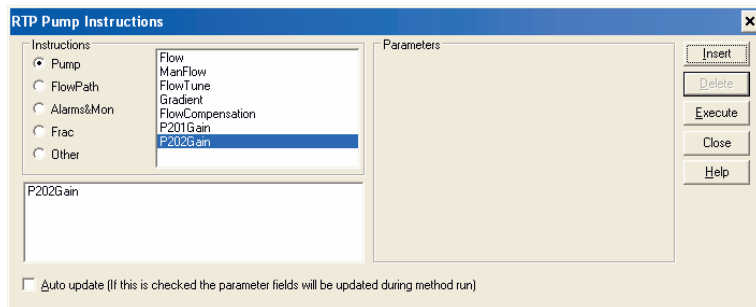 RTP Pump Instructions
Instructions
Pump
FlowPath
Alarms&Mon
Frac
Other
Flow
ManFlow
FlowTune
Gradient
FlowCompensation
P201Gain
P202Gain
Parameters
Insert
Delete
Execute
Close
Help
P202Gain
Auto update (If this is checked the parameter fields will be updated during method run)